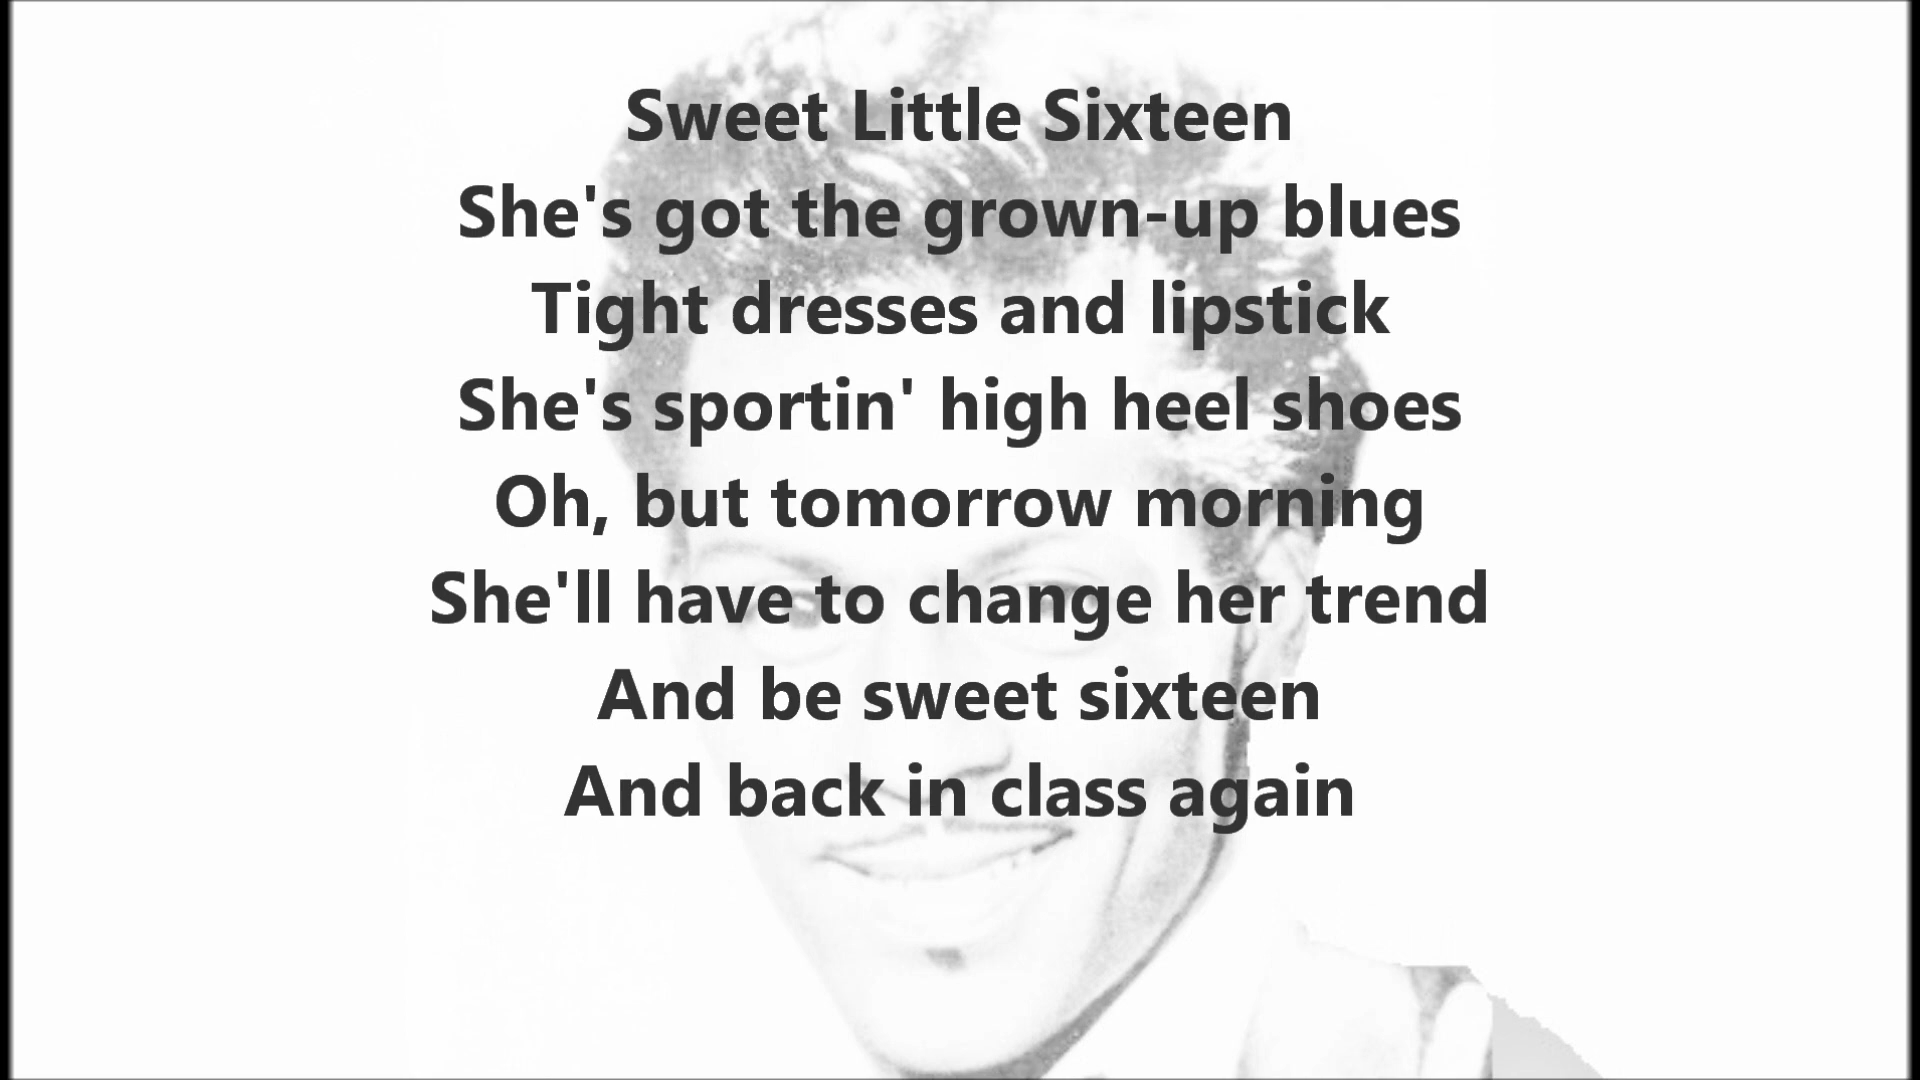 Sweet Little Sixteen
She's got the grown-up blues
Tight dresses and lipstick
She's sportin' high heel shoes
Oh, but tomorrow morning
She'll have to change her trend
And be sweet sixteen
And back in class again